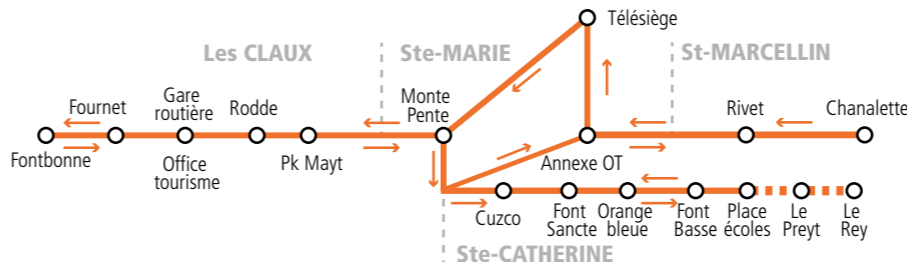 Télésiège
Les CLAUX
Ste-MARIE
St-MARCELLIN
Fournet
Gare
routière
Rodde
Monte
Pente
Rivet
Chanalette
Fontbonne
Office
tourisme
Pk Mayt
Annexe OT
Cuzco
Font
Sancte
Orange
bleue
Font
Basse
Place
écoles
Le
Preyt
Le
Rey
Ste-CATHERINE